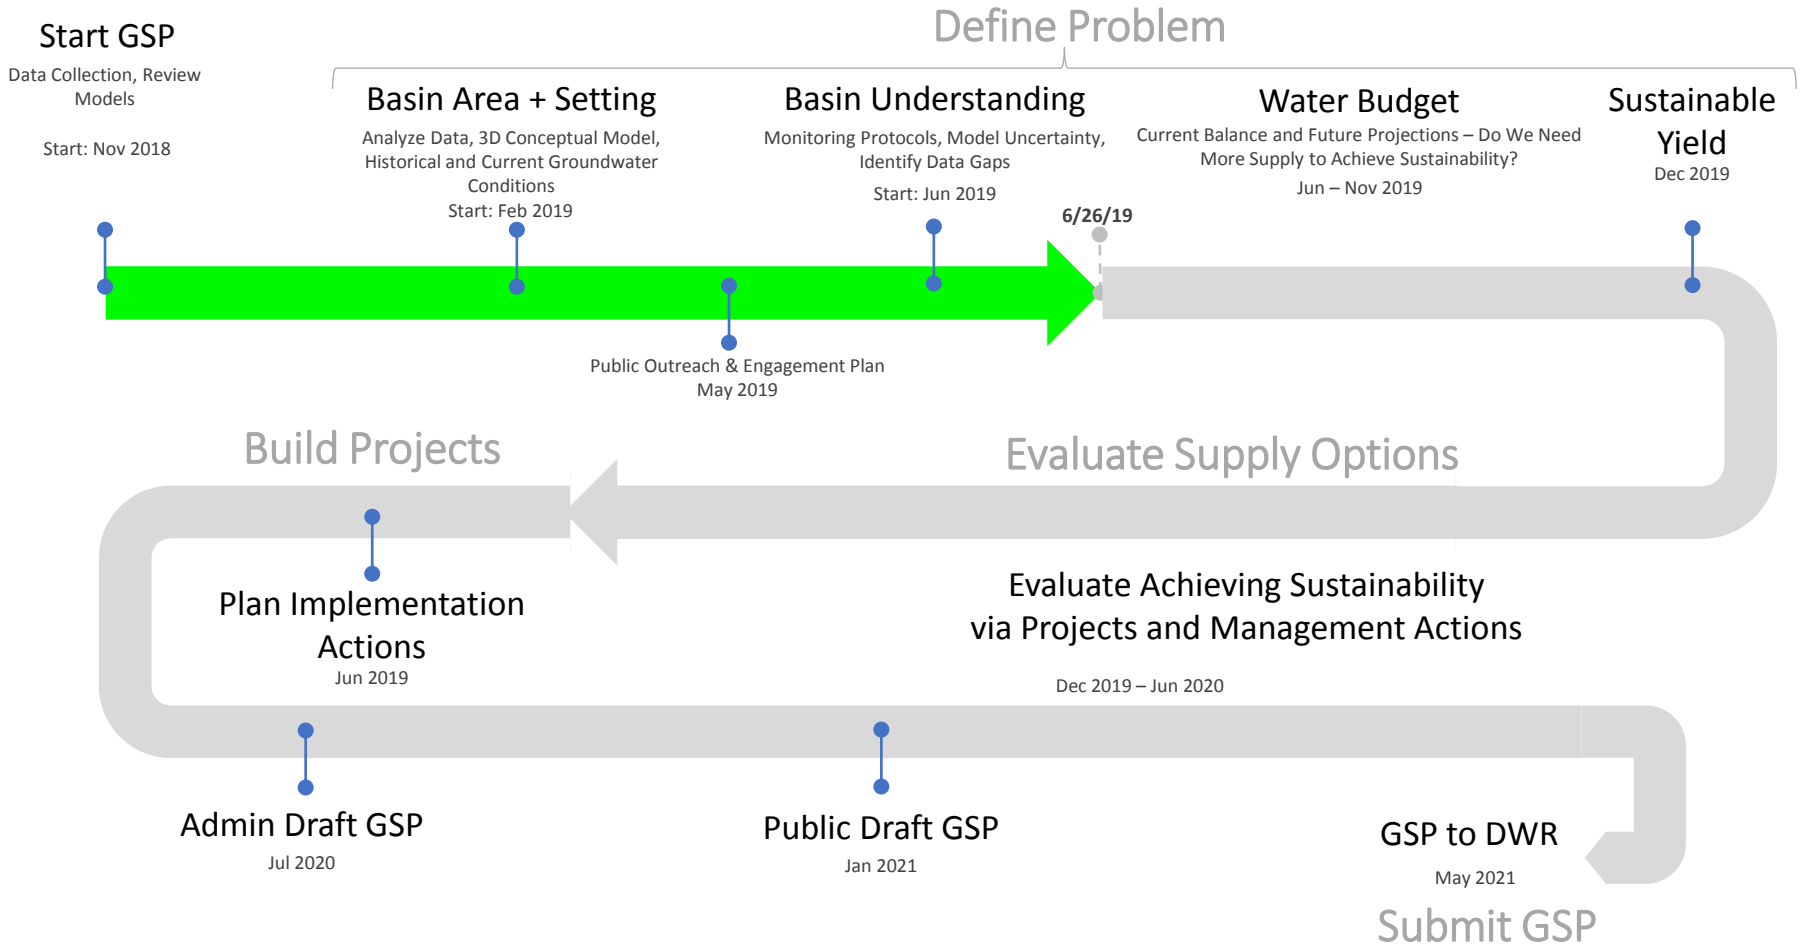 Define Problem
Start GSP
Data Collection, Review
Models
Start: Nov 2018
Basin Area + Setting
Analyze Data, 3D Conceptual Model,
Historical and Current Groundwater
Conditions
Start: Feb 2019
Basin Understanding
Monitoring Protocols, Model Uncertainty,
Identify Data Gaps
Start: Jun 2019
6/26/19
Water Budget
Current Balance and Future Projections – Do We Need
More Supply to Achieve Sustainability?
Jun – Nov 2019
Sustainable
Yield
Dec 2019
Public Outreach & Engagement Plan
May 2019
Build Projects
Evaluate Supply Options
Plan Implementation
Actions
Jun 2019
Evaluate Achieving Sustainability
via Projects and Management Actions
Dec 2019 – Jun 2020
Admin Draft GSP
Jul 2020
Public Draft GSP
Jan 2021
GSP to DWR
May 2021
Submit GSP